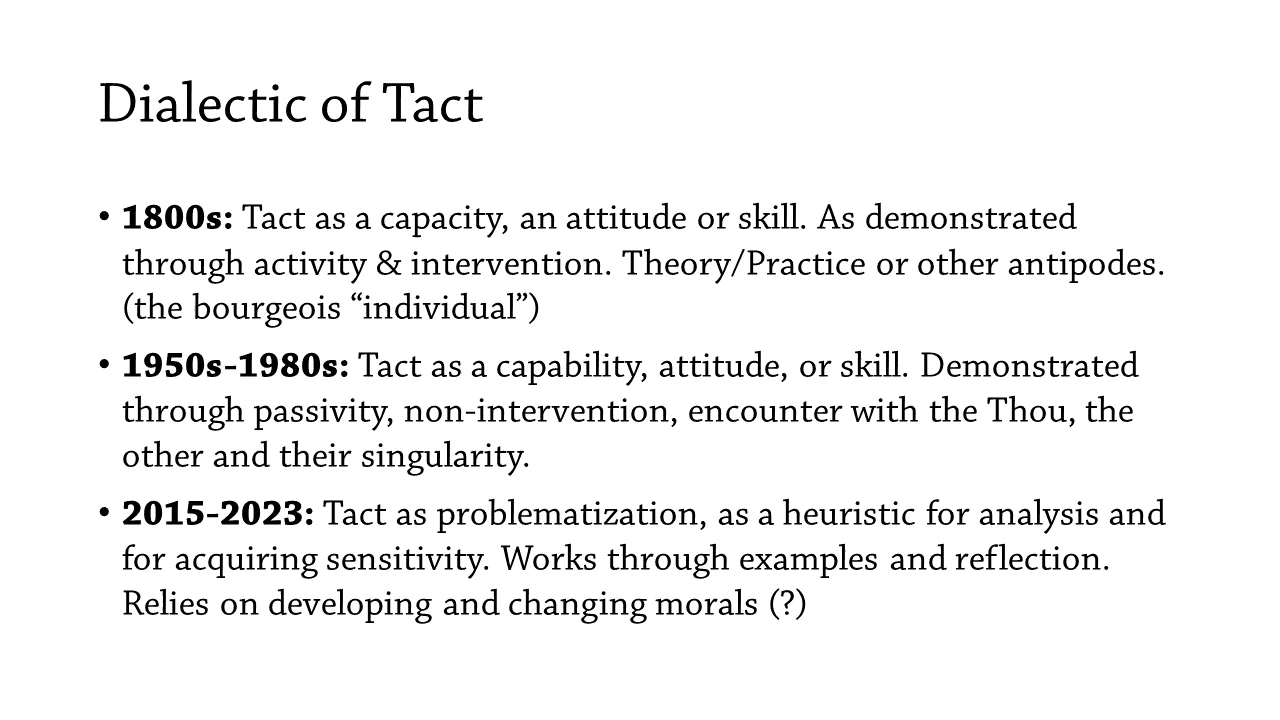 Dialectic of Tact
• 1800s: Tact as a capacity, an attitude or skill. As demonstrated
through activity & intervention. Theory/Practice or other antipodes.
(the bourgeois “individual”)
• 1950s-1980s: Tact as a capability, attitude, or skill. Demonstrated
through passivity, non-intervention, encounter with the Thou, the
other and their singularity.
• 2015-2023: Tact as problematization, as a heuristic for analysis and
for acquiring sensitivity. Works through examples and reflection.
Relies on developing and changing morals (?)